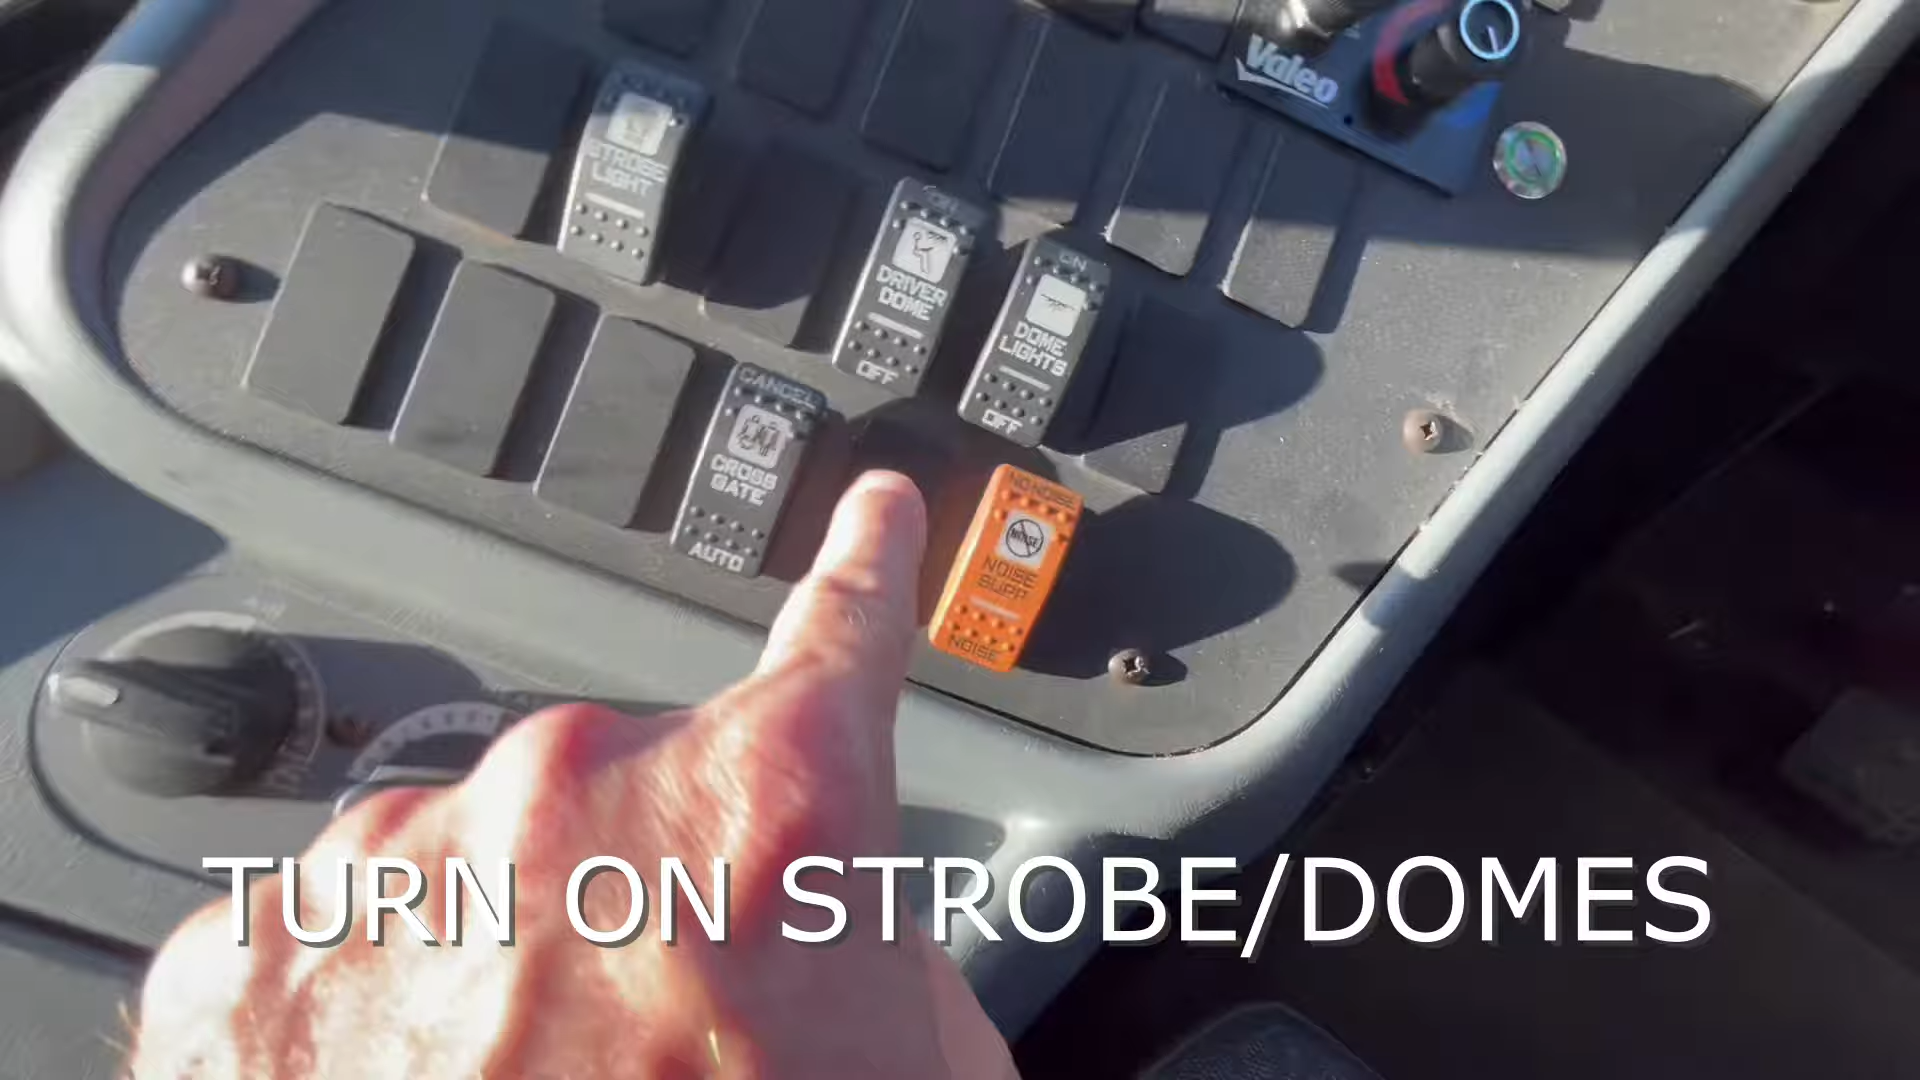 Valeo
STROBE
LIGHT
ON
DRIVER
DOME
OFF
ON
DOME
LIGHTS
OFF
CANCEL
CROSS
GATE
AUTO
NO NOISE
NOISE
NOISE
SUPP
NOISE
TURN ON STROBE/DOMES